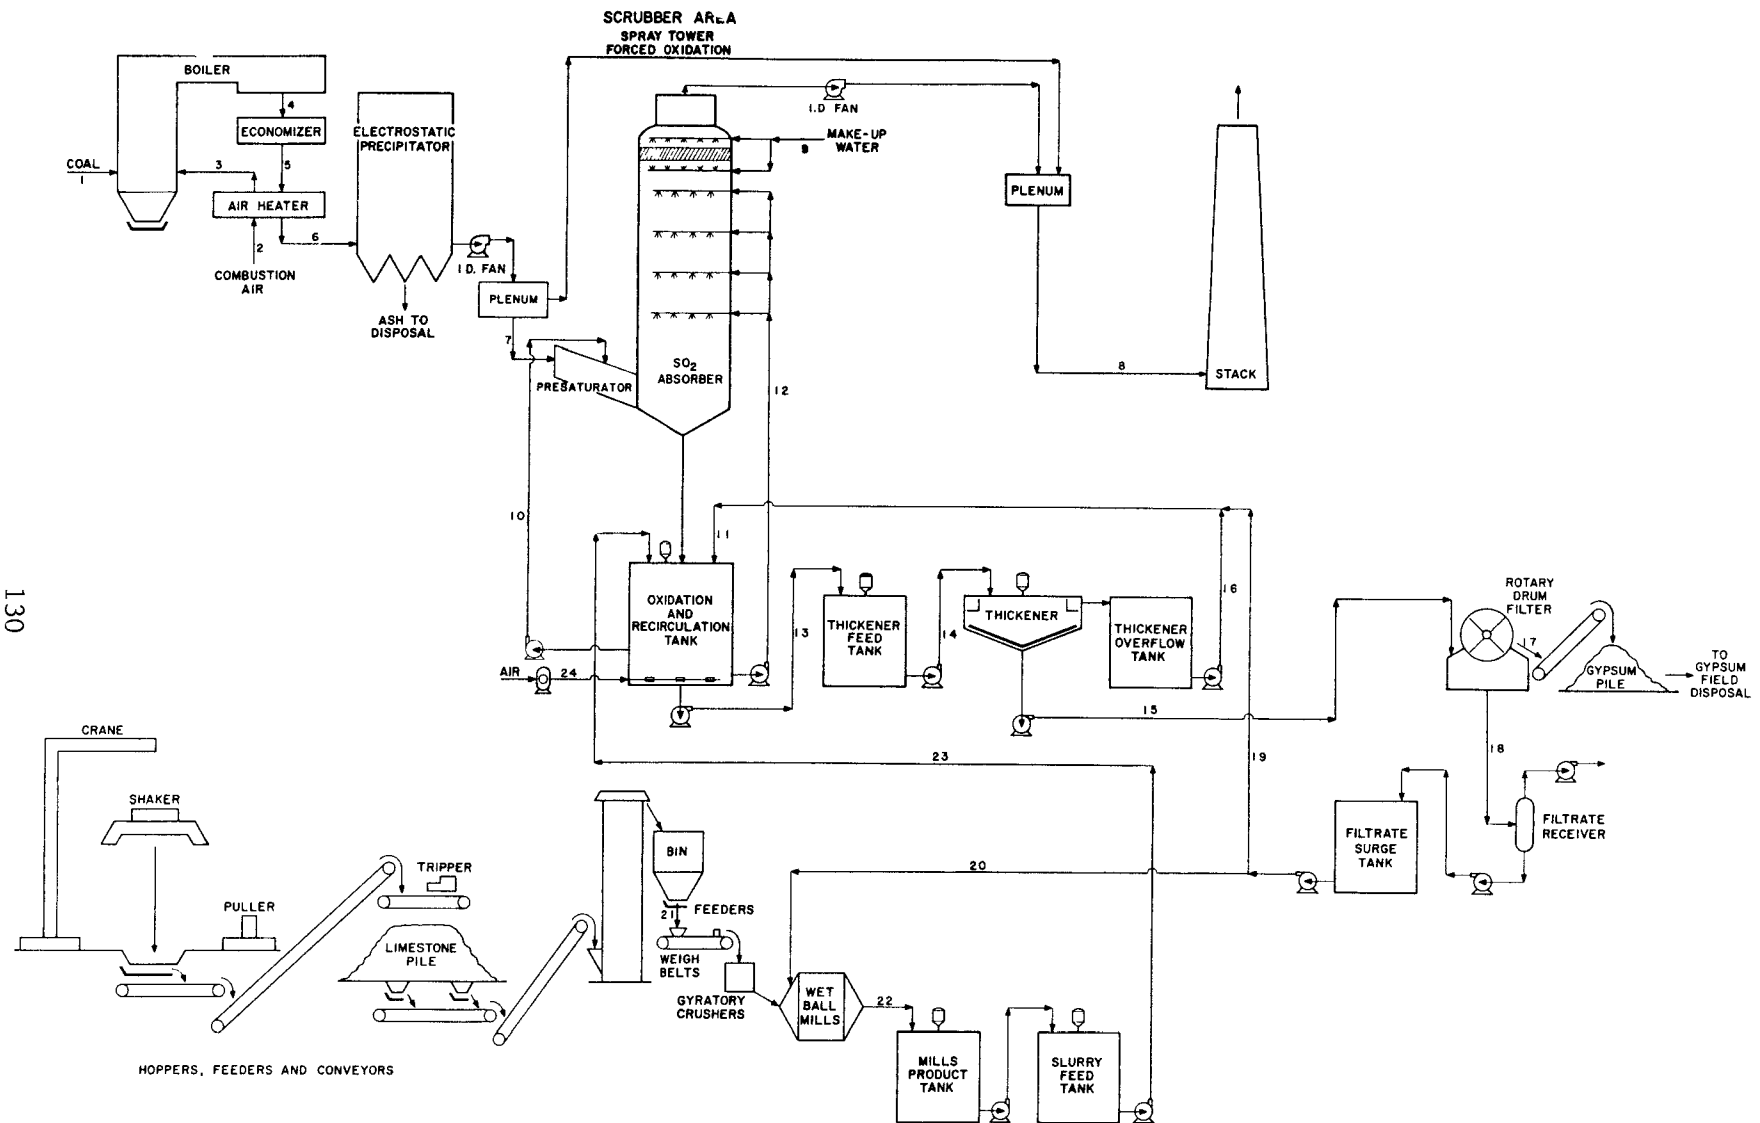 SCRUBBER AREA
SPRAY TOWER
FORCED OXIDATION
BOILER
4
ECONOMIZER
COAL
1
3
5
AIR HEATER
2
6
COMBUSTION
AIR
ELECTROSTATIC
PRECIPITATOR
ASH TO
DISPOSAL
I.D. FAN
PLENUM
7
PRESATURATOR
SO2
ABSORBER
I.D FAN
MAKE-UP
WATER
9
12
PLENUM
8
STACK
10
11
OXIDATION
AND
RECIRCULATION
TANK
AIR
24
13
THICKENER
FEED
TANK
14
THICKENER
THICKENER
OVERFLOW
TANK
16
15
ROTARY
DRUM
FILTER
17
GYPSUM
PILE
TO
GYPSUM
FIELD
DISPOSAL
18
19
FILTRATE
RECEIVER
FILTRATE
SURGE
TANK
20
23
CRANE
SHAKER
PULLER
TRIPPER
LIMESTONE
PILE
BIN
21
FEEDERS
WEIGH
BELTS
GYRATORY
CRUSHERS
WET
BALL
MILLS
22
MILLS
PRODUCT
TANK
SLURRY
FEED
TANK
HOPPERS, FEEDERS AND CONVEYORS
130